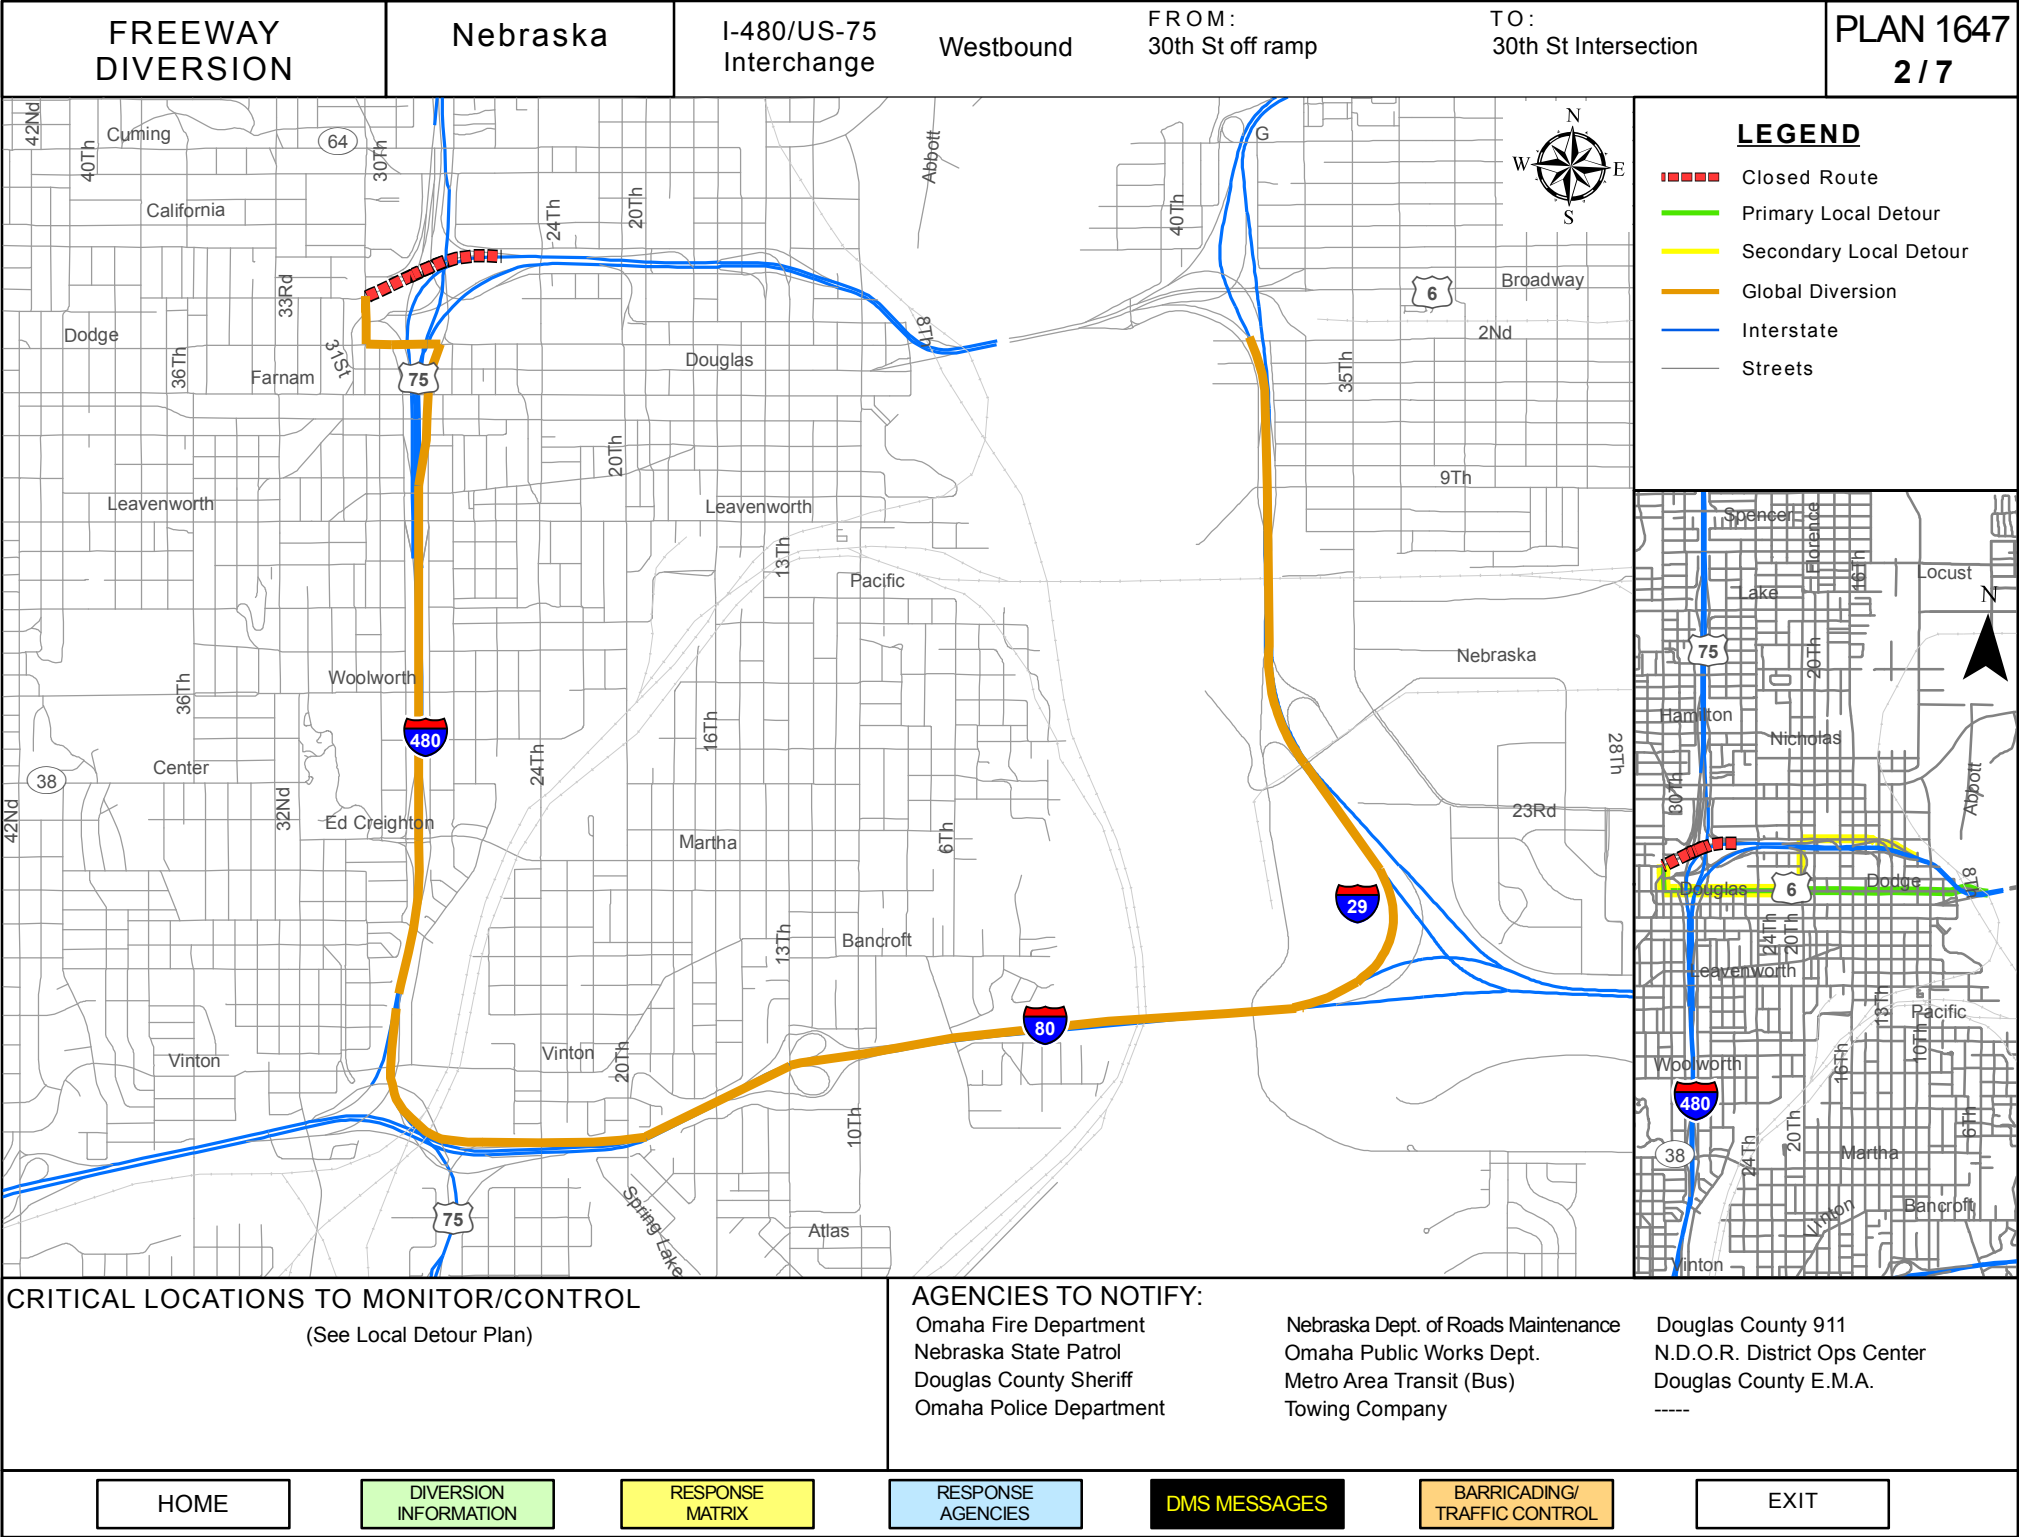 FREEWAY
DIVERSION
Nebraska
I-480/US-75
Interchange
Westbound
FROM:
30th St off ramp
TO:
30th St Intersection
PLAN 1647
2 / 7
42Nd
40Th
Cuming
64
30Th
Abbott
G
N
W
E
S
California
24Th
20Th
40Th
33Rd
Broadway
6
Dodge
31St
8Th
2Nd
36Th
Farnam
75
Douglas
35Th
20Th
9Th
Leavenworth
Leavenworth
13Th
Pacific
Nebraska
36Th
Woolworth
16Th
480
28Th
Center
24Th
38
42Nd
32Nd
Ed Creighton
Martha
6Th
23Rd
29
13Th
Bancroft
80
Vinton
Vinton
20Th
10Th
75
Spring Lake
Atlas
LEGEND
Closed Route
Primary Local Detour
Secondary Local Detour
Global Diversion
Interstate
Streets
Spencer
Florence
16Th
Locust
Lake
N
75
20Th
Hamilton
Nicholas
30Th
Abbott
Douglas
6
Dodge
8Th
24Th
20Th
Leavenworth
13Th
Pacific
10Th
Woolworth
16Th
480
6Th
20Th
38
24Th
Martha
Vinton
Bancroft
Vinton
CRITICAL LOCATIONS TO MONITOR/CONTROL
(See Local Detour Plan)
AGENCIES TO NOTIFY:
Omaha Fire Department
Nebraska State Patrol
Douglas County Sheriff
Omaha Police Department
Nebraska Dept. of Roads Maintenance
Omaha Public Works Dept.
Metro Area Transit (Bus)
Towing Company
Douglas County 911
N.D.O.R. District Ops Center
Douglas County E.M.A.
-----
HOME
DIVERSION
INFORMATION
RESPONSE
MATRIX
RESPONSE
AGENCIES
DMS MESSAGES
BARRICADING/
TRAFFIC CONTROL
EXIT